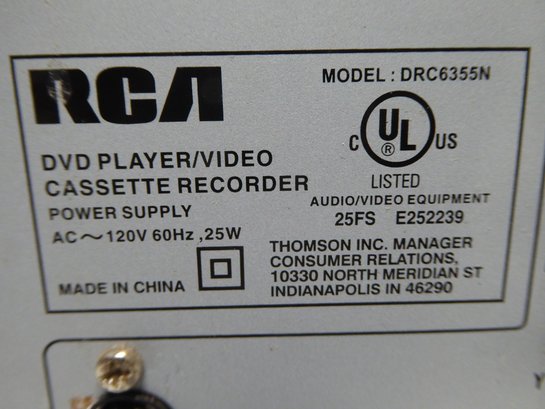 RCA
MODEL : DRC6355N
C UL ® US
LISTED
DVD PLAYER/VIDEO
CASSETTE RECORDER
POWER SUPPLY
AC～120V 60Hz ,25W
AUDIO/VIDEO EQUIPMENT
25FS E252239
MADE IN CHINA
THOMSON INC. MANAGER
CONSUMER RELATIONS,
10330 NORTH MERIDIAN ST
INDIANAPOLIS IN 46290
Y